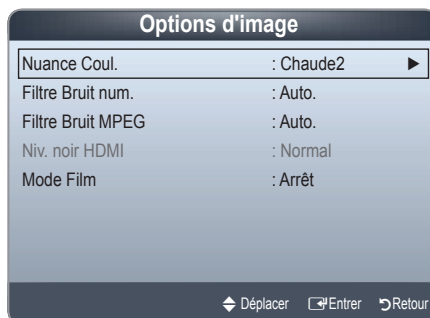 Options d'image
Nuance Coul. : Chaude2
Filtre Bruit num. : Auto.
Filtre Bruit MPEG : Auto.
Niv. noir HDMI : Normal
Mode Film : Arrêt
Déplacer Entrer Retour